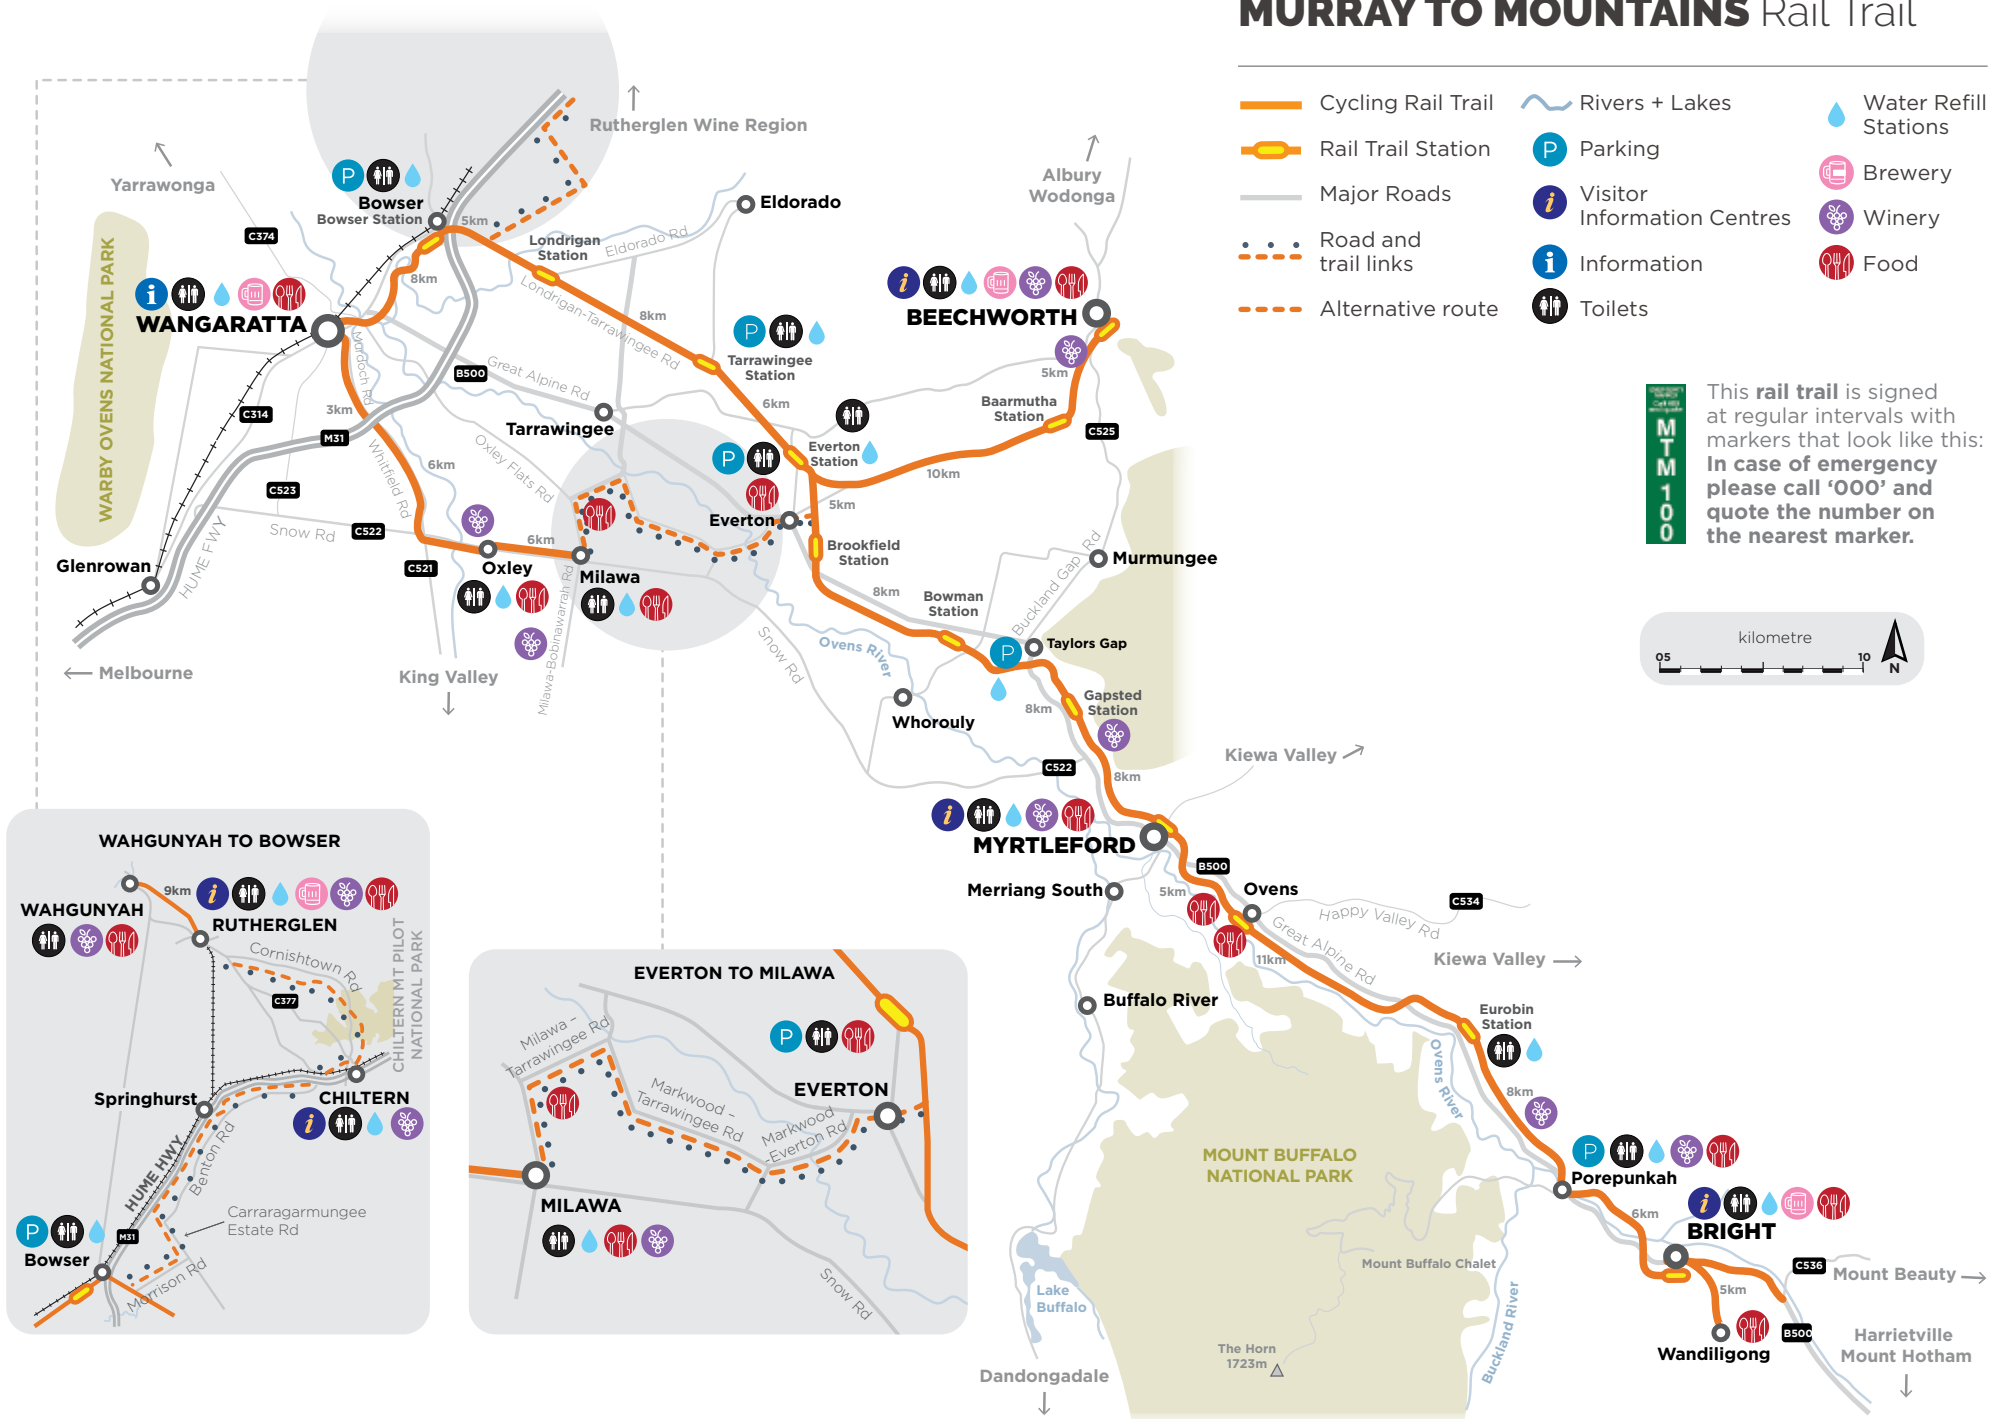 MURRAY TO MOUNTAINS Rail Trail
Cycling Rail Trail
Rail Trail Station
Major Roads
Road and
trail links
Alternative route
Rivers + Lakes
P Parking
i Visitor
Information Centres
i Information
Toilets
Water Refill
Stations
Brewery
Winery
Food
This rail trail is signed
at regular intervals with
markers that look like this:
In case of emergency
please call ‘000’ and
quote the number on
the nearest marker.
M
T
M
1
0
0
kilometre
05
10
N
Rutherglen Wine Region
Yarrawonga
Albury
Wodonga
P
Bowser
Bowser Station
5km
C374
8km
WARBY OVENS NATIONAL PARK
i
WANGARATTA
Londrigan
Station
Eldorado Rd
Eldorado
Londrigan-Tarrawingee Rd
8km
P
Tarrawingee
Station
6km
i
BEECHWORTH
5km
Baarmutha
Station
C525
10km
Murdoch Rd
B500
Great Alpine Rd
Tarrawingee
3km
C314
M31
C523
Whitfield Rd
6km
Oxley Flats Rd
P
Everton
Station
Everton
5km
Snow Rd
C522
HUME FWY
Glenrowan
Melbourne
C521
Oxley
6km
Milawa
Milawa-Bobinawarrah Rd
King Valley
Brookfield
Station
8km
Bowman
Station
Buckland Gap Rd
Murmungee
P
Taylors Gap
Ovens River
Snow Rd
Whorouly
8km
Gapsted
Station
C522
8km
Kiewa Valley
i
MYRTLEFORD
B500
Merriang South
5km
Ovens
C534
Happy Valley Rd
Great Alpine Rd
Kiewa Valley
11km
Buffalo River
Eurobin
Station
Ovens River
8km
MOUNT BUFFALO
NATIONAL PARK
P
Porepunkah
i
BRIGHT
6km
Mount Buffalo Chalet
C536
Mount Beauty
5km
B500
Wandiligong
Harrietville
Mount Hotham
Buckland River
The Horn
1723m
Lake
Buffalo
Dandongadale
WAHGUNYAH TO BOWSER
9km
i
WAHGUNYAH
RUTHERGLEN
Cornishtown Rd
C377
CHILTERN MT PILOT
NATIONAL PARK
Springhurst
CHILTERN
i
HUME HWY
Benton Rd
Carraragarmungee
Estate Rd
P
M31
Bowser
Morrison Rd
EVERTON TO MILAWA
Milawa –
Tarrawingee Rd
P
EVERTON
Markwood –
Tarrawingee Rd
Markwood
-Everton Rd
MILAWA
Snow Rd